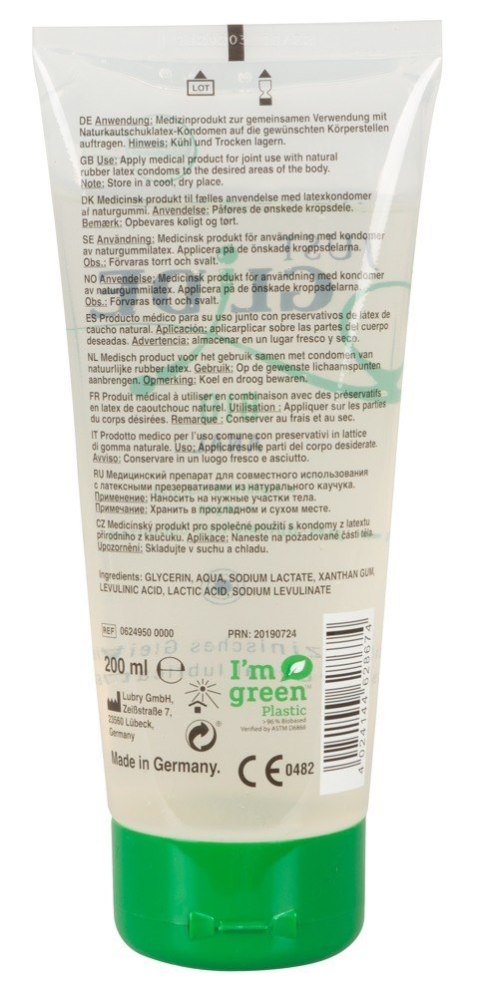 LOT
DE Anwendung: Medizinprodukt zur gemeinsamen Verwendung mit
Naturkautschuklatex-Kondomen auf die gewünschten Körperstellen
auftragen. Hinweis: Kühl und Trocken lagern.
GB Use: Apply medical product for joint use with natural
rubber latex condoms to the desired areas of the body.
Note: Store in a cool, dry place.
DK Medicinsk produkt til fælles anvendelse med latexkondomer
af naturgummi. Anvendelse: Påføres de ønskede kropsdele.
Bemærk: Opbevares køligt og tørt.
SE Användning: Medicinsk produkt för användning med kondomer
av naturgummilatex. Applicera på de önskade kroppsdelarna.
Obs.: Förvaras torrt och svalt.
NO Anvendelse: Medicinsk produkt för användning med kondomer
av naturgummilatex. Applicera på de önskade kroppsdelarna.
Obs.: Förvaras torrt och svalt.
ES Producto médico para su uso junto con preservativos de látex de
caucho natural. Aplicación: aplicarplicar sobre las partes del cuerpo
deseadas. Advertencia: almacenar en un lugar fresco y seco.
NL Medisch product voor het gebruik samen met condomen van
natuurlijke rubber latex. Gebruik: Op de gewenste lichaamspunten
aanbrengen. Opmerking: Koel en droog bewaren.
FR Produit médical à utiliser en combinaison avec des préservatifs
en latex de caoutchouc naturel. Utilisation : Appliquer sur les parties
du corps désirées. Remarque : Conserver au frais et au sec.
IT Prodotto medico per l'uso comune con preservativi in lattice
di gomma naturale. Uso: Applicaresulle parti del corpo desiderate.
Avviso: Conservare in un luogo fresco e asciutto.
RU Медицинский препарат для совместного использования
с латексными презервативами из натурального каучука.
Применение: Наносить на нужные участки тела.
Примечание: Хранить в прохладном и сухом месте.
CZ Medicinský produkt pro společné použití s kondomy z latextu
přírodního z kaučuku. Aplikace: Naneste na požadované části těla.
Upozornění: Skladujte v suchu a chladu.
Ingredients: GLYCERIN, AQUA, SODIUM LACTATE, XANTHAN GUM,
LEVULINIC ACID, LACTIC ACID, SODIUM LEVULINATE
REF 0624950 0000 PRN: 20190724
200 ml
Lubry GmbH,
Zeißstraße 7,
23560 Lübeck,
Germany
I'm
green™
Plastic
>96 % Biobased
Verified by ASTM D6866
Made in Germany.
CE 0482
4 024144 628674